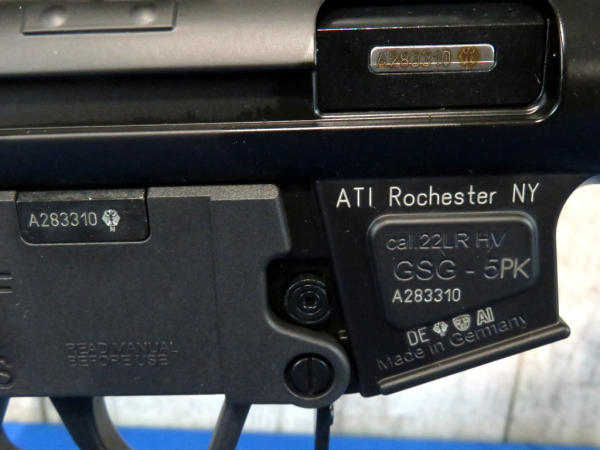 A283310
A283310
N
ATI Rochester NY
cal.22LR HV
GSG - 5PK
A283310
DE AI
Made in Germany
READ MANUAL
BEFORE USE
S